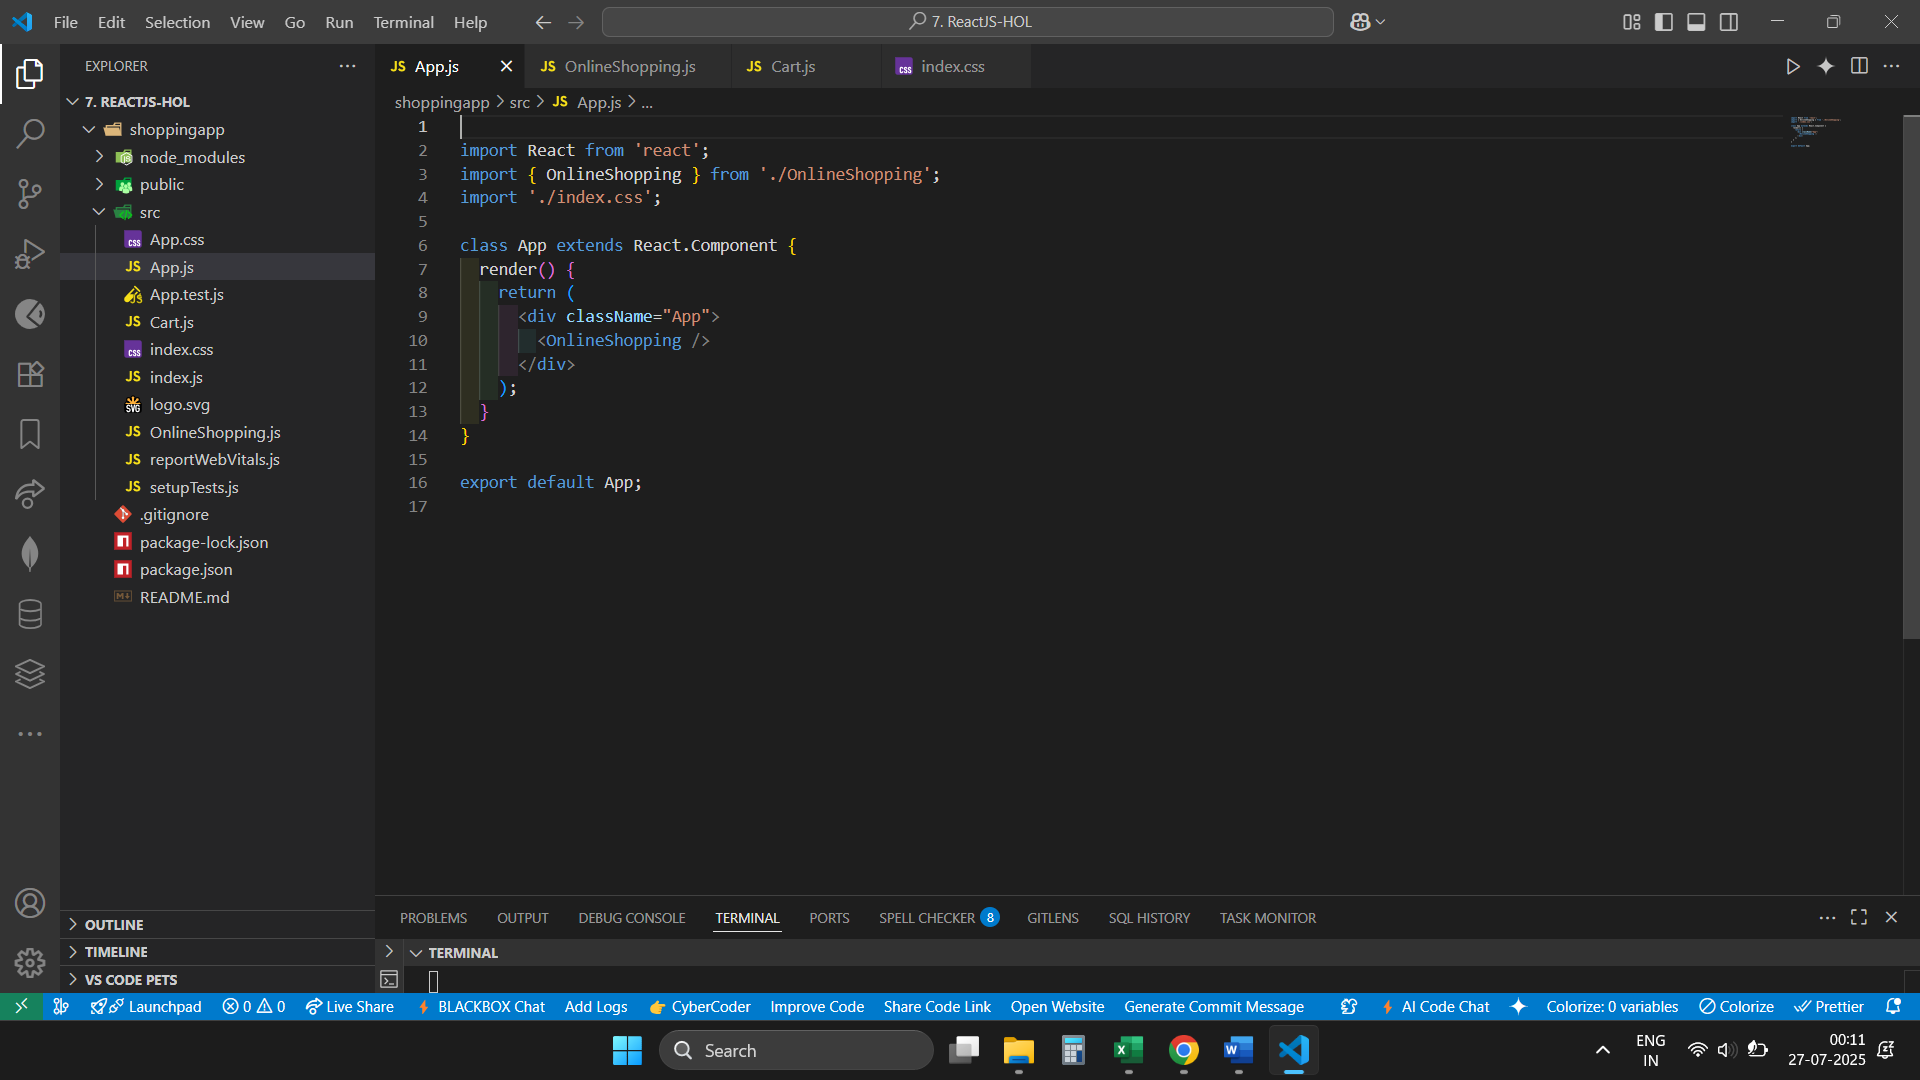 File Edit Selection View Go Run Terminal Help
7. ReactJS-HOL
EXPLORER
7. REACTJS-HOL
shoppingapp
node_modules
public
src
App.css
App.js
App.test.js
Cart.js
index.css
index.js
logo.svg
OnlineShopping.js
reportWebVitals.js
setupTests.js
.gitignore
package-lock.json
package.json
README.md
OUTLINE
TIMELINE
VS CODE PETS
JS App.js JS OnlineShopping.js JS Cart.js css index.css
shoppingapp > src > JS App.js > ...
1
2 import React from 'react';
3 import { OnlineShopping } from './OnlineShopping';
4 import './index.css';
5
6 class App extends React.Component {
7 render() {
8 return (
9 <div className="App">
10 <OnlineShopping />
11 </div>
12 );
13 }
14 }
15
16 export default App;
17
PROBLEMS OUTPUT DEBUG CONSOLE TERMINAL PORTS SPELL CHECKER 8 GITLENS SQL HISTORY TASK MONITOR
TERMINAL
Launchpad 0 0 Live Share BLACKBOX Chat Add Logs CyberCoder Improve Code Share Code Link Open Website Generate Commit Message AI Code Chat Colorize: 0 variables Colorize Prettier
Search
ENG
IN
00:11
27-07-2025